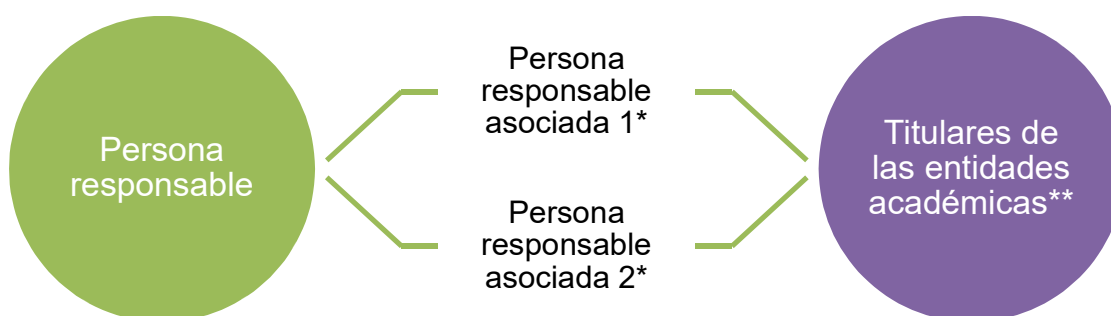 Persona
responsable
Persona
responsable
asociada 1*
Persona
responsable
asociada 2*
Titulares de
las entidades
académicas**